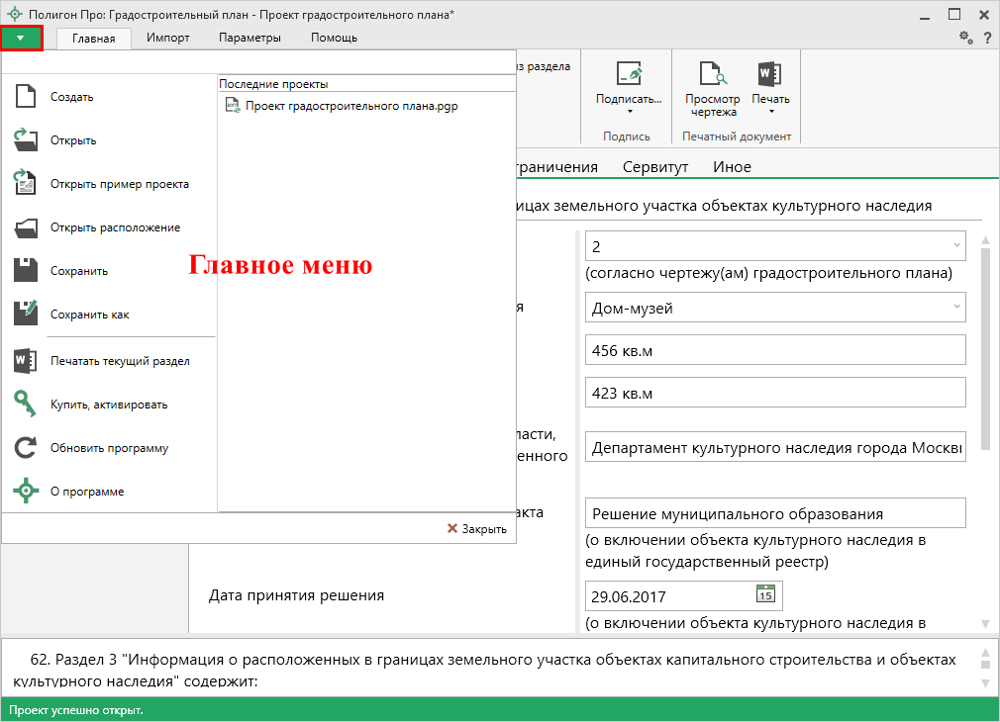 Полигон Про: Градостроительный план - Проект градостроительного плана*
Главная Импорт Параметры Помощь
?
из раздела
Подписать...
Подпись
Просмотр
чертежа
Печать
Печатный документ
Создать
Открыть
Открыть пример проекта
Открыть расположение
Сохранить
Сохранить как
Печатать текущий раздел
Купить, активировать
Обновить программу
О программе
Последние проекты
Проект градостроительного плана.pgp
Закрыть
Главное меню
граничения Сервитут Иное
ицах земельного участка объектах культурного наследия
2
(согласно чертежу(ам) градостроительного плана)
я
Дом-музей
456 кв.м
423 кв.м
ласти,
енного
Департамент культурного наследия города Москвы
акта
Решение муниципального образования
(о включении объекта культурного наследия в
единый государственный реестр)
Дата принятия решения
29.06.2017
15
(о включении объекта культурного наследия в
62. Раздел 3 "Информация о расположенных в границах земельного участка объектах капитального строительства и объектах
культурного наследия" содержит:
Проект успешно открыт.